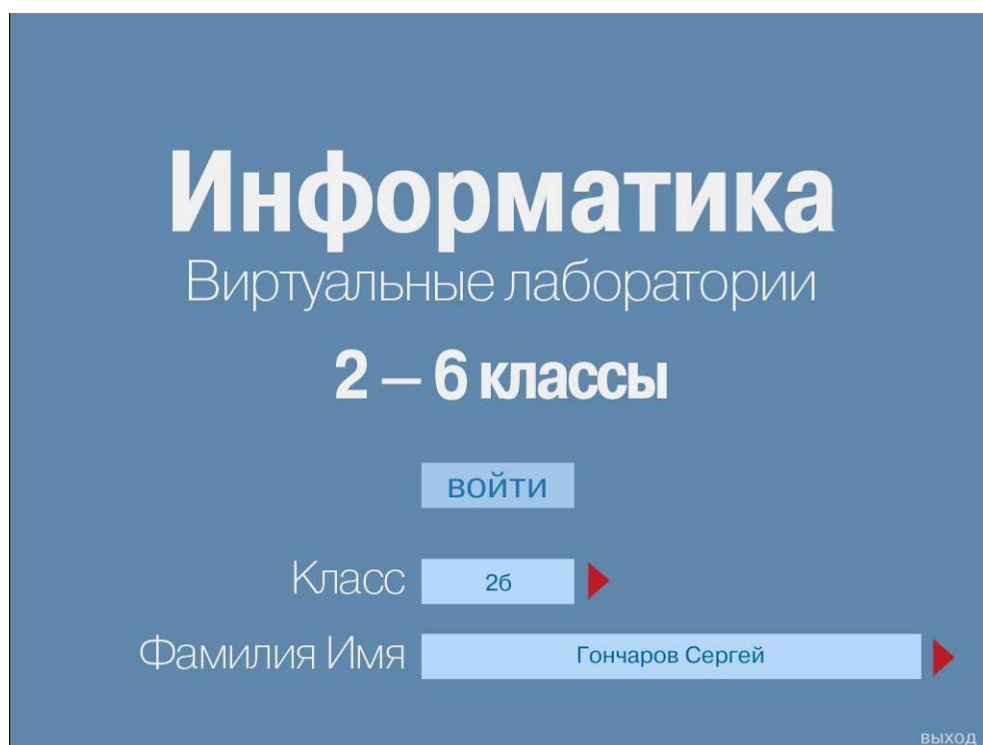 Информатика
Виртуальные лаборатории
2 – 6 классы
войти
Класс 2б
Фамилия Имя Гончаров Сергей
выход